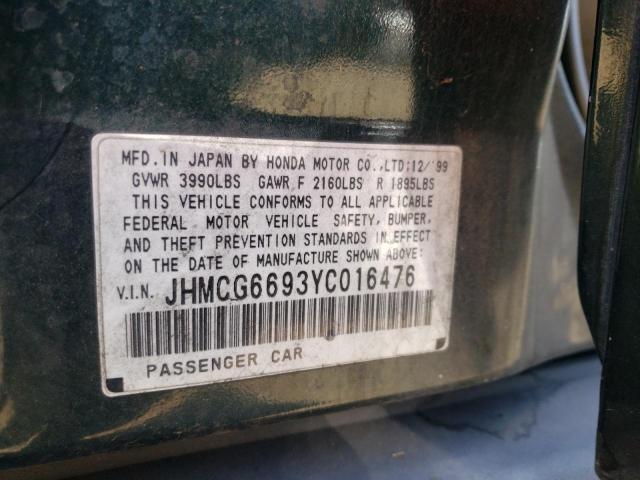 MFD.IN JAPAN BY HONDA MOTOR CO.,LTD:12/'99
GVWR 3990LBS GAWR F 2160LBS R 1895LBS
THIS VEHICLE CONFORMS TO ALL APPLICABLE
FEDERAL MOTOR VEHICLE SAFETY, BUMPER,
AND THEFT PREVENTION STANDARDS IN EFFECT
ON THE DATE OF MANUFACTURE SHOWN ABOVE:
V.I.N. JHMCG6693YC016476
PASSENGER CAR